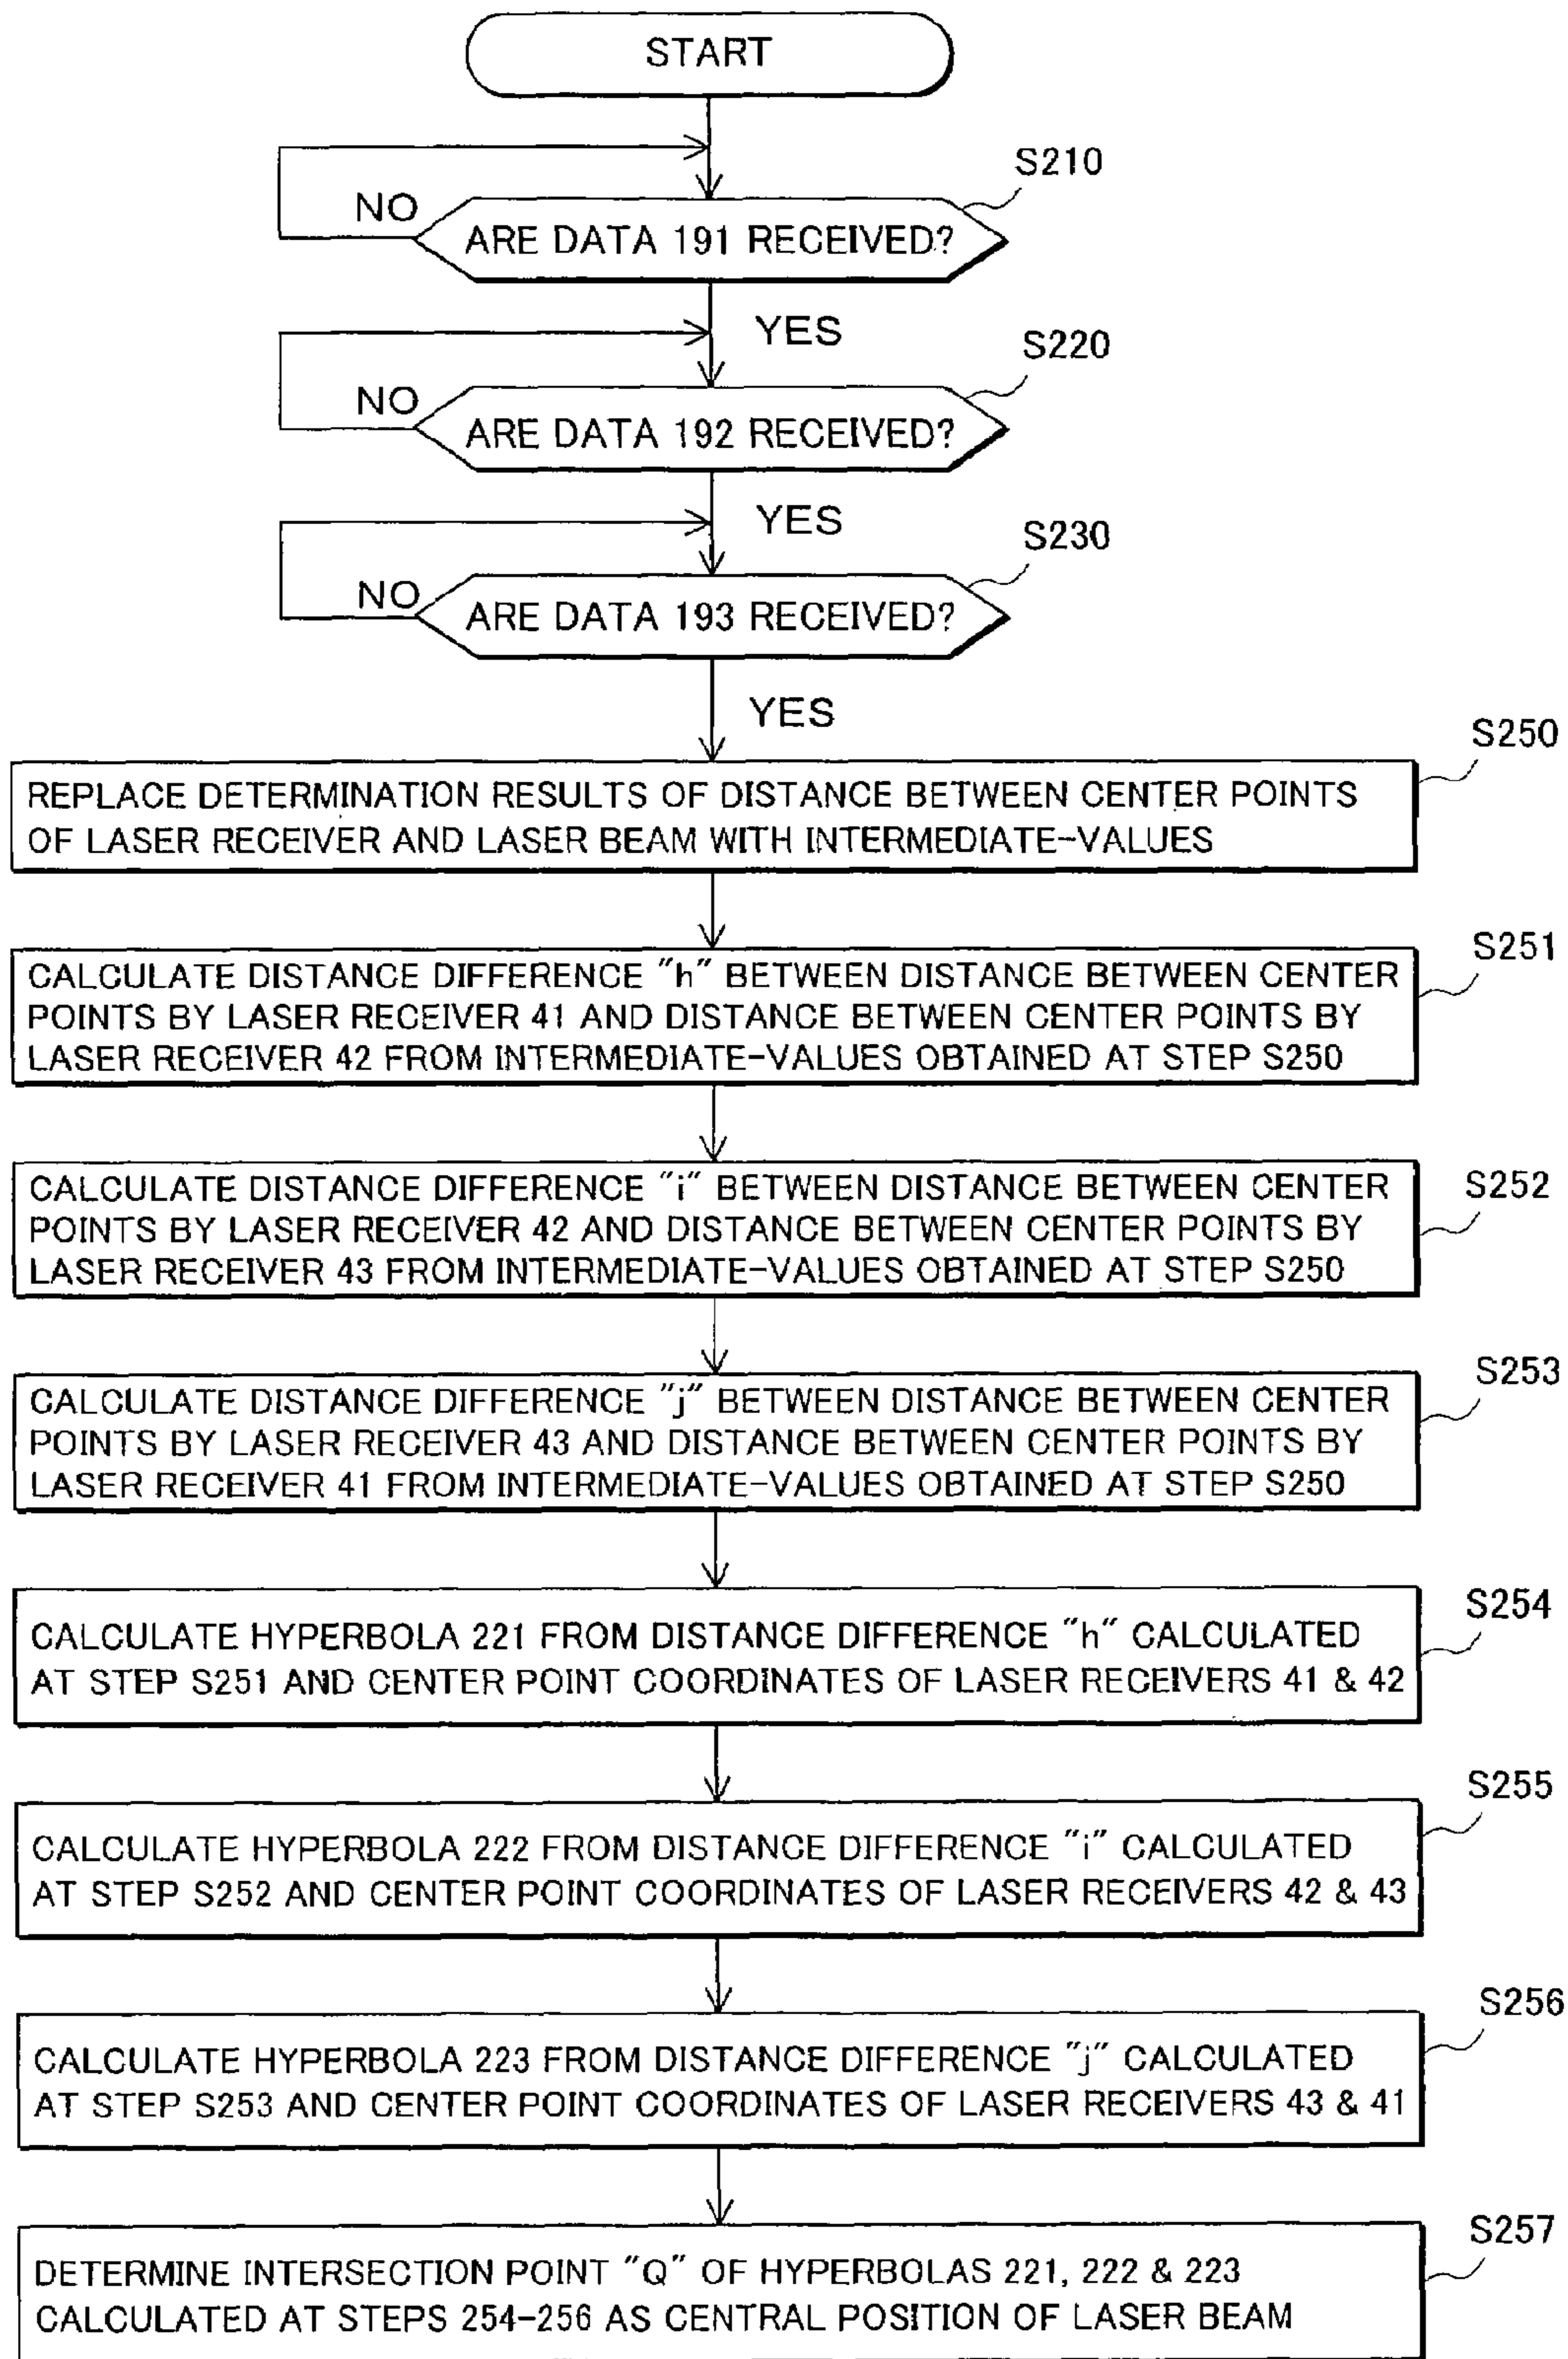 START
S210
NO
ARE DATA 191 RECEIVED?
YES
S220
NO
ARE DATA 192 RECEIVED?
YES
S230
NO
ARE DATA 193 RECEIVED?
YES
S250
REPLACE DETERMINATION RESULTS OF DISTANCE BETWEEN CENTER POINTS
OF LASER RECEIVER AND LASER BEAM WITH INTERMEDIATE-VALUES
S251
CALCULATE DISTANCE DIFFERENCE "h" BETWEEN DISTANCE BETWEEN CENTER
POINTS BY LASER RECEIVER 41 AND DISTANCE BETWEEN CENTER POINTS BY
LASER RECEIVER 42 FROM INTERMEDIATE-VALUES OBTAINED AT STEP S250
S252
CALCULATE DISTANCE DIFFERENCE "i" BETWEEN DISTANCE BETWEEN CENTER
POINTS BY LASER RECEIVER 42 AND DISTANCE BETWEEN CENTER POINTS BY
LASER RECEIVER 43 FROM INTERMEDIATE-VALUES OBTAINED AT STEP S250
S253
CALCULATE DISTANCE DIFFERENCE "j" BETWEEN DISTANCE BETWEEN CENTER
POINTS BY LASER RECEIVER 43 AND DISTANCE BETWEEN CENTER POINTS BY
LASER RECEIVER 41 FROM INTERMEDIATE-VALUES OBTAINED AT STEP S250
S254
CALCULATE HYPERBOLA 221 FROM DISTANCE DIFFERENCE "h" CALCULATED
AT STEP S251 AND CENTER POINT COORDINATES OF LASER RECEIVERS 41 & 42
S255
CALCULATE HYPERBOLA 222 FROM DISTANCE DIFFERENCE "i" CALCULATED
AT STEP S252 AND CENTER POINT COORDINATES OF LASER RECEIVERS 42 & 43
S256
CALCULATE HYPERBOLA 223 FROM DISTANCE DIFFERENCE "j" CALCULATED
AT STEP S253 AND CENTER POINT COORDINATES OF LASER RECEIVERS 43 & 41
S257
DETERMINE INTERSECTION POINT "Q" OF HYPERBOLAS 221, 222 & 223
CALCULATED AT STEPS 254-256 AS CENTRAL POSITION OF LASER BEAM